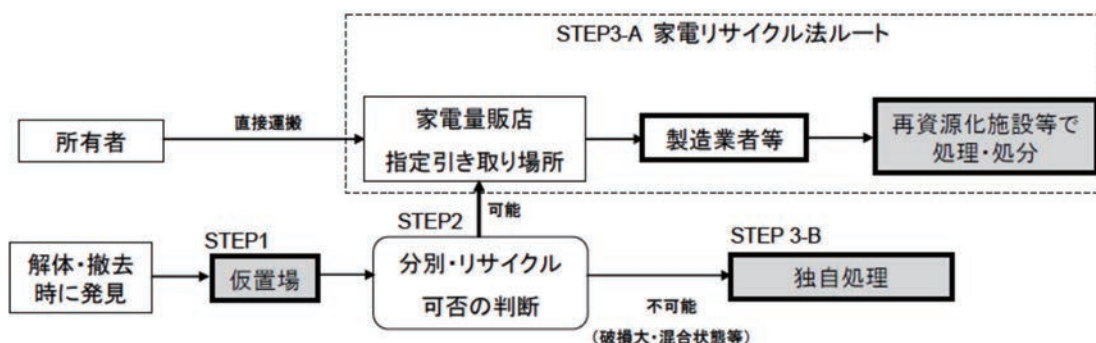 STEP3-A 家電リサイクル法ルート
所有者
直接運搬
家電量販店
指定引き取り場所
製造業者等
再資源化施設等で
処理・処分
可能
STEP1
STEP2
STEP 3-B
解体・撤去
時に発見
仮置場
分別・リサイクル
可否の判断
独自処理
不可能
（破損大・混合状態等）